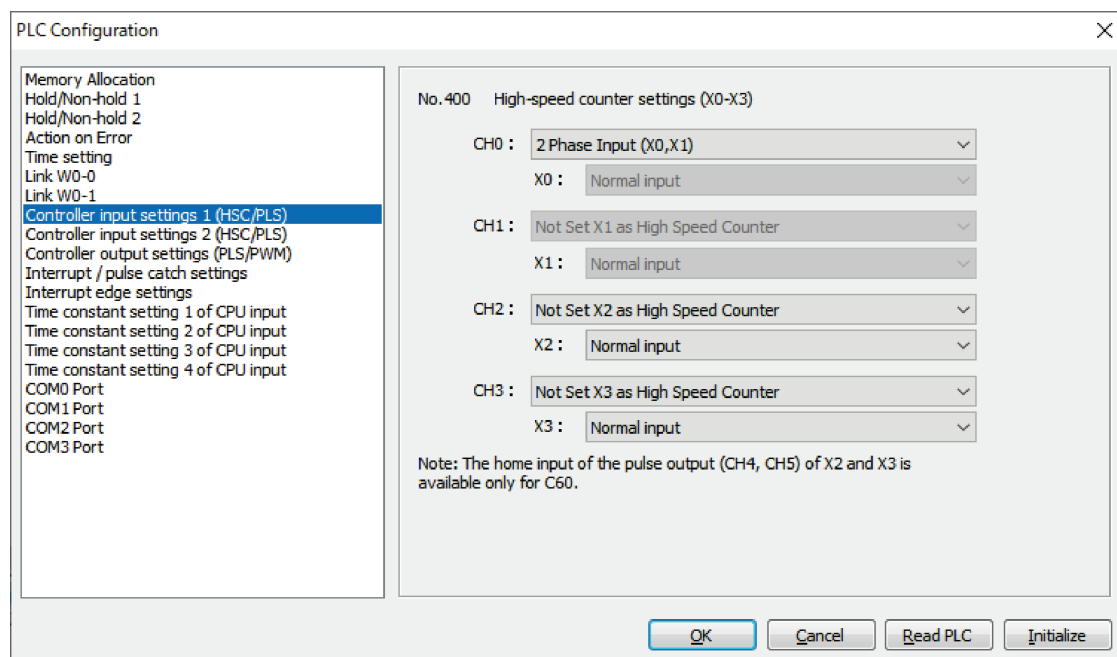 PLC Configuration
Memory Allocation
Hold/Non-hold 1
Hold/Non-hold 2
Action on Error
Time setting
Link W0-0
Link W0-1
Controller input settings 1 (HSC/PLS)
Controller input settings 2 (HSC/PLS)
Controller output settings (PLS/PWM)
Interrupt / pulse catch settings
Interrupt edge settings
Time constant setting 1 of CPU input
Time constant setting 2 of CPU input
Time constant setting 3 of CPU input
Time constant setting 4 of CPU input
COM0 Port
COM1 Port
COM2 Port
COM3 Port
No.400 High-speed counter settings (X0-X3)
CH0 : 2 Phase Input (X0,X1)
X0 : Normal input
CH1 : Not Set X1 as High Speed Counter
X1 : Normal input
CH2 : Not Set X2 as High Speed Counter
X2 : Normal input
CH3 : Not Set X3 as High Speed Counter
X3 : Normal input
Note: The home input of the pulse output (CH4, CH5) of X2 and X3 is
available only for C60.
OK Cancel Read PLC Initialize